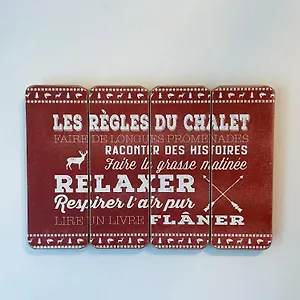 LES RÈGLES DU CHALET
FAIRE DE LONGUES PROMENADES
RACONTER DES HISTOIRES
Faire la grasse matinée
RELAXER
Respirer l'air pur
LIRE UN LIVRE FLÂNER